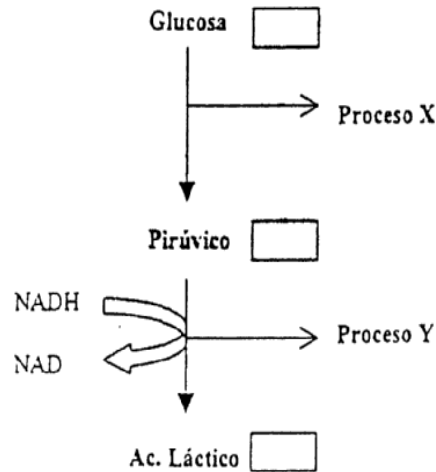 Glucosa
Proceso X
Pirúvico
NADH
Proceso Y
NAD
Ac. Láctico